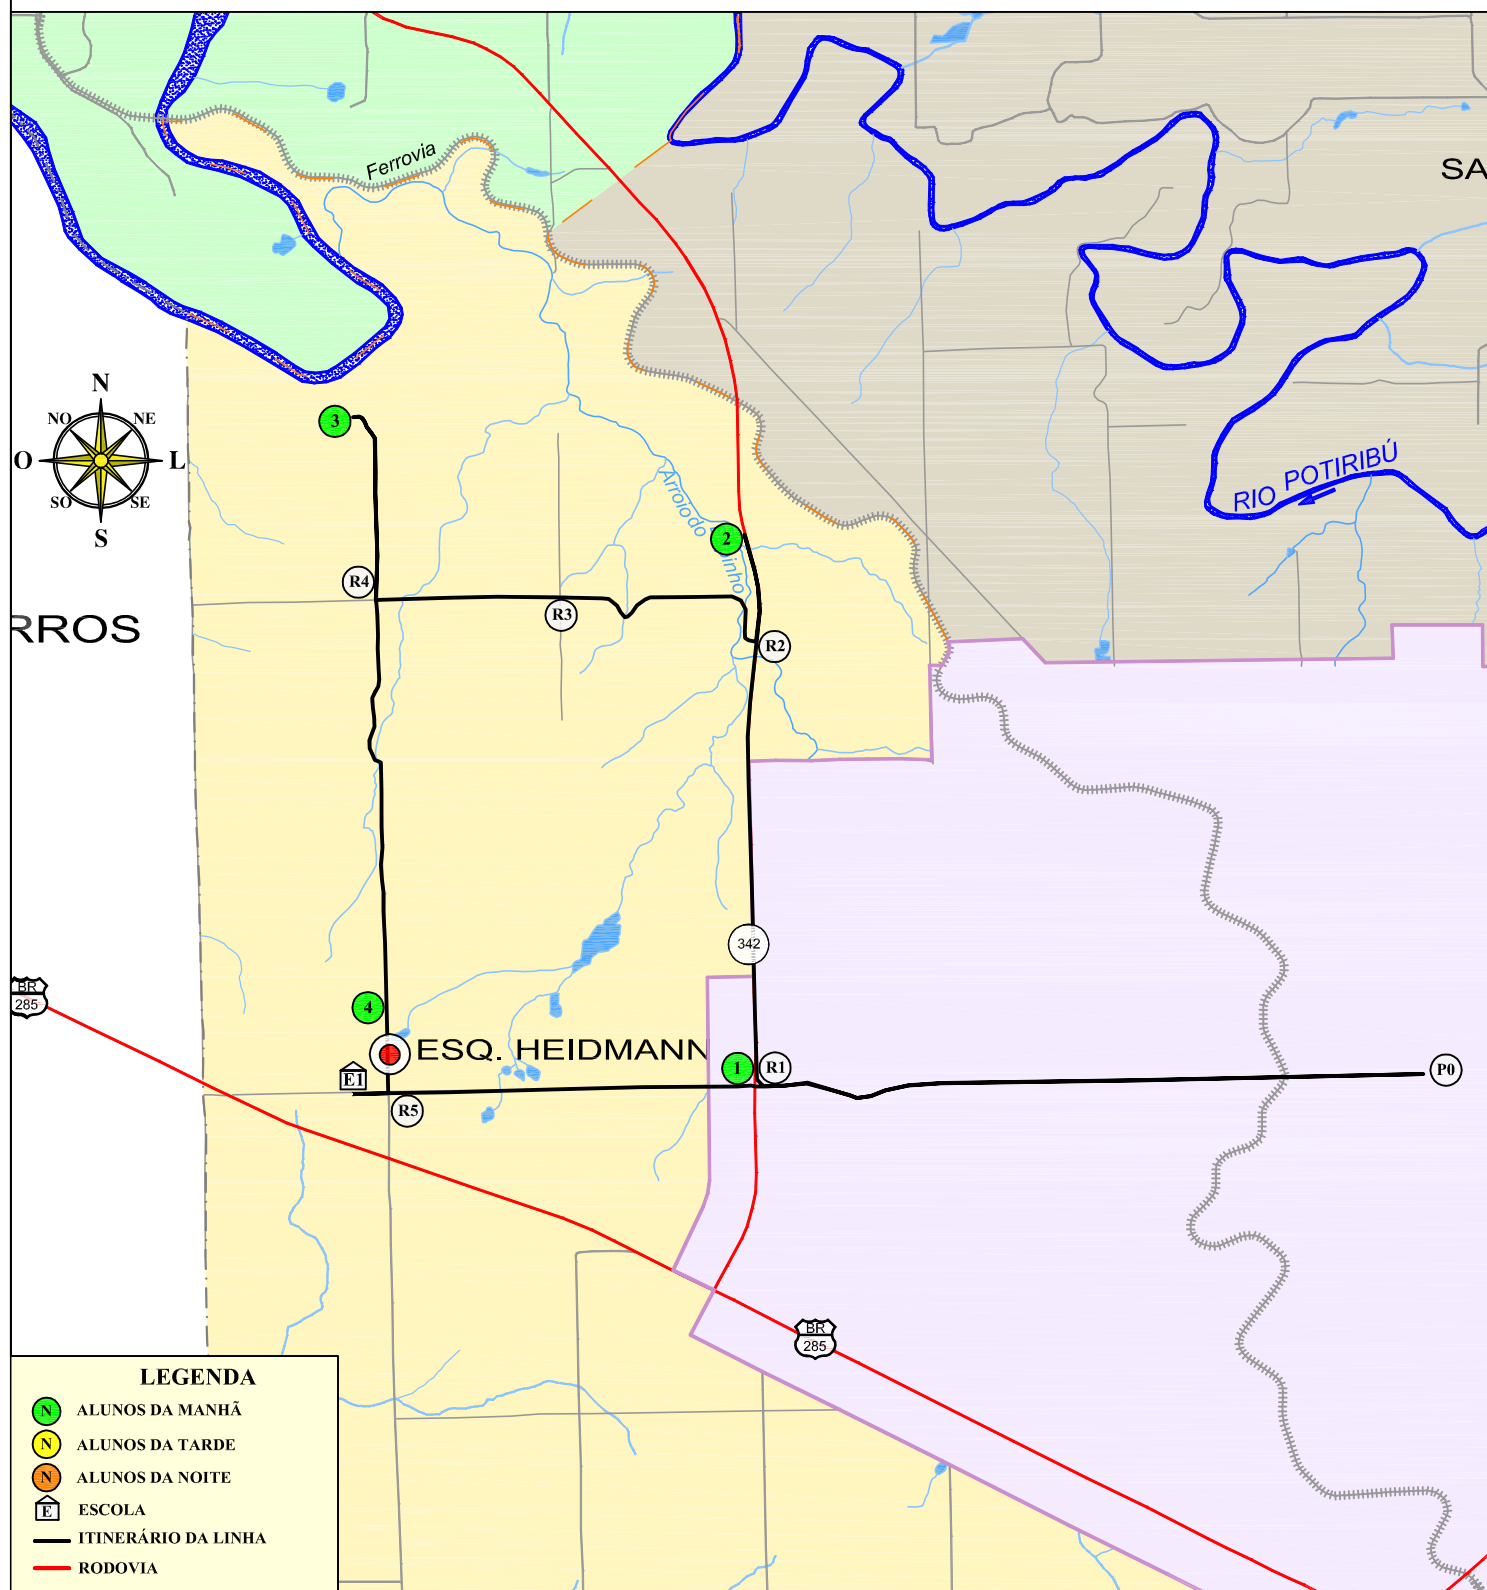 Ferrovia
SA
N
NO
NE
O
L
SO
SE
S
3
RIO POTIRIBÚ
Arroio do
inho
2
R4
R3
RROS
R2
342
BR
285
4
ESQ. HEIDMANN
1
R1
P0
E1
R5
BR
285
LEGENDA
N ALUNOS DA MANHÃ
N ALUNOS DA TARDE
N ALUNOS DA NOITE
E ESCOLA
ITINERÁRIO DA LINHA
RODOVIA